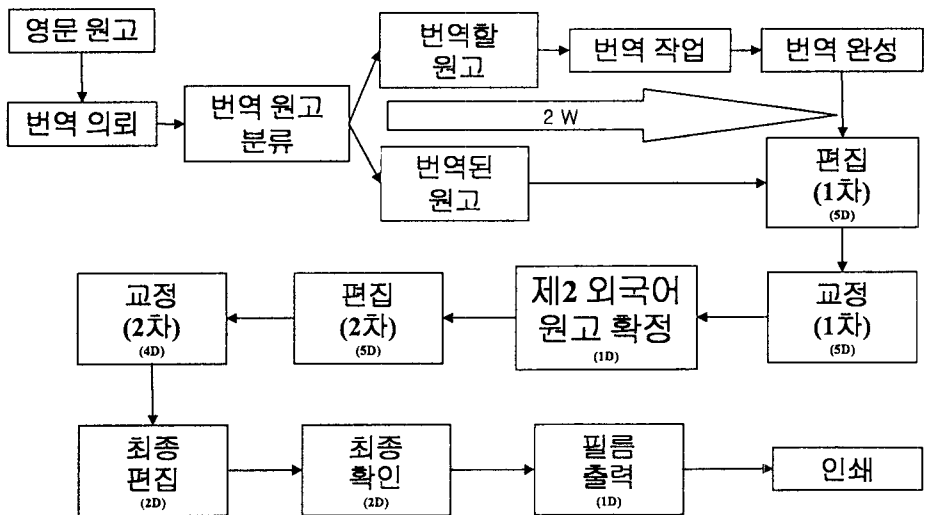 영문 원고
번역 의뢰
번역 원고
분류
번역할
원고
번역 작업
번역 완성
2 W
번역된
원고
편집
(1차)
(5D)
교정
(1차)
(5D)
제2 외국어
원고 확정
(1D)
편집
(2차)
(5D)
교정
(2차)
(4D)
최종
편집
(2D)
최종
확인
(2D)
필름
출력
(1D)
인쇄